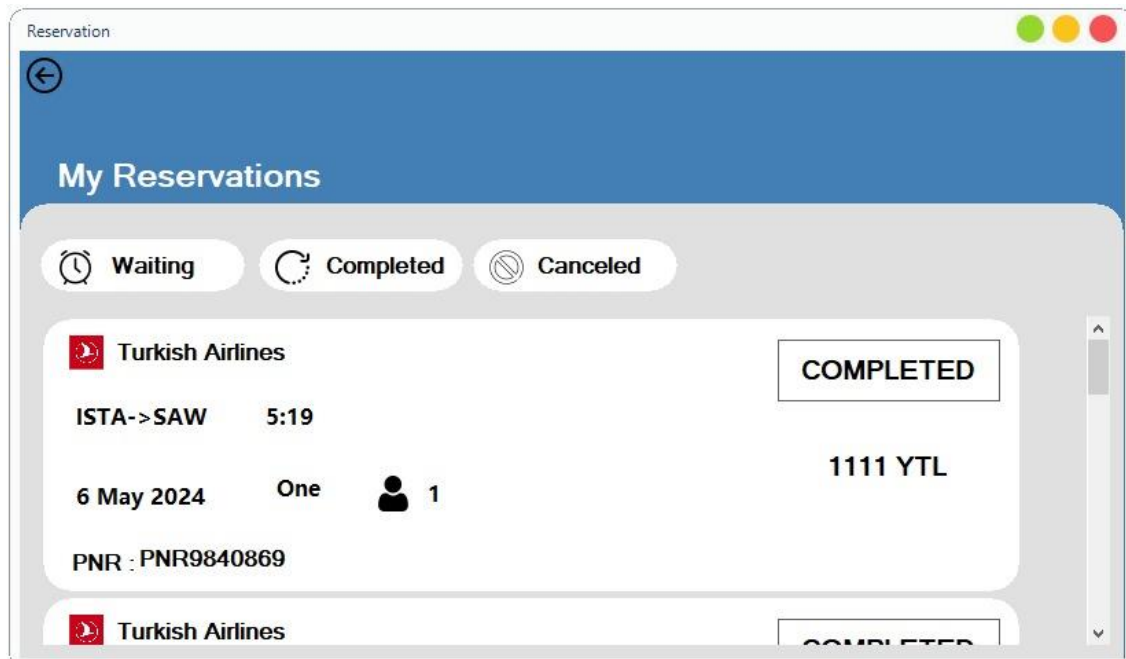 Reservation
My Reservations
Waiting Completed Canceled
Turkish Airlines
COMPLETED
ISTA->SAW 5:19
1111 YTL
6 May 2024 One 1
PNR : PNR9840869
Turkish Airlines
COMPLETED